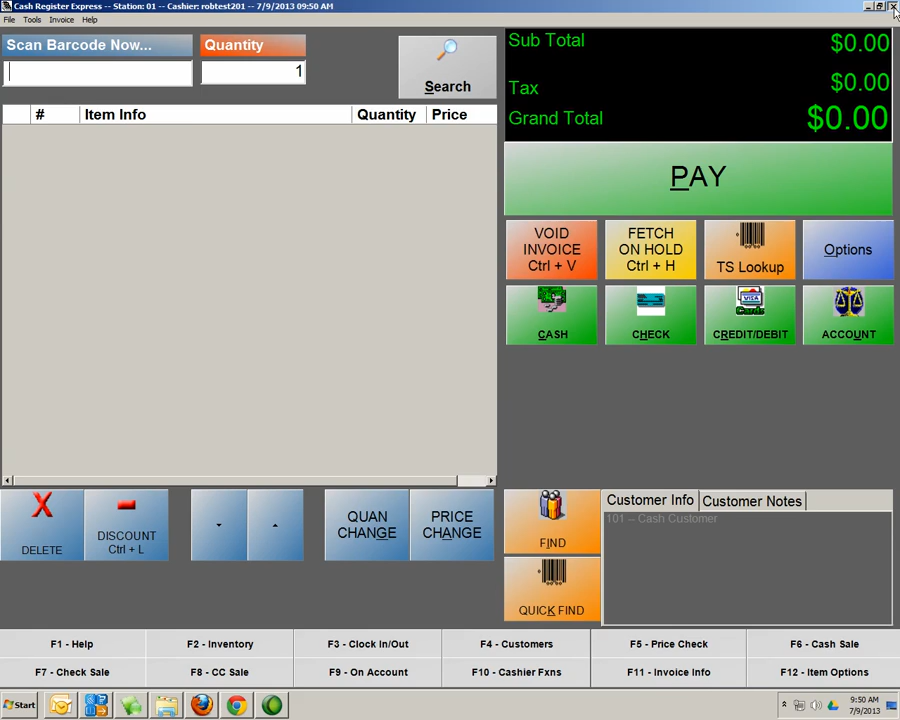 Cash Register Express -- Station: 01 -- Cashier: robtest201 -- 7/9/2013 09:50 AM
File Tools Invoice Help
Scan Barcode Now...
Quantity
1
Search
Sub Total $0.00
Tax $0.00
Grand Total $0.00
# Item Info Quantity Price
PAY
VOID
INVOICE
Ctrl + V
FETCH
ON HOLD
Ctrl + H
TS Lookup
Options
CASH
CHECK
VISA
Cards
CREDIT/DEBIT
ACCOUNT
DELETE
DISCOUNT
Ctrl + L
QUAN
CHANGE
PRICE
CHANGE
FIND
QUICK FIND
Customer Info Customer Notes
101 -- Cash Customer
F1 - Help F2 - Inventory F3 - Clock In/Out F4 - Customers F5 - Price Check F6 - Cash Sale
F7 - Check Sale F8 - CC Sale F9 - On Account F10 - Cashier Fxns F11 - Invoice Info F12 - Item Options
Start
9:50 AM
7/9/2013